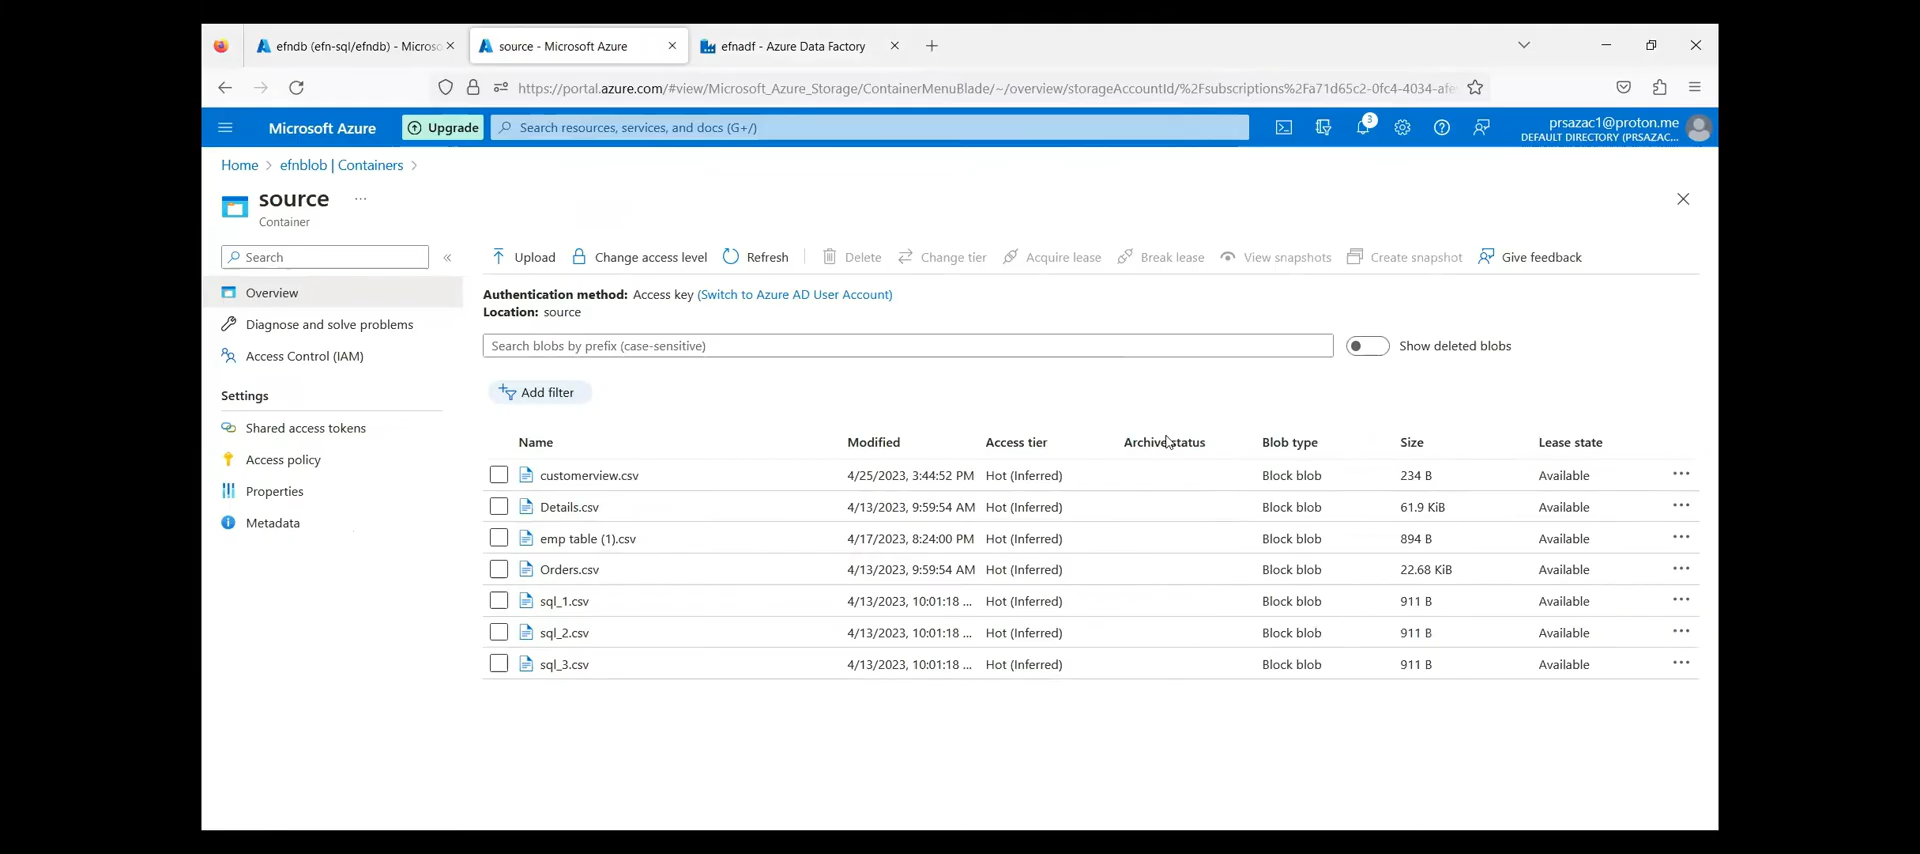 efndb (efn-sql/efndb) - Microso
source - Microsoft Azure
efnadf - Azure Data Factory
https://portal.azure.com/#view/Microsoft_Azure_Storage/ContainerMenuBlade/~/overview/storageAccountId/%2Fsubscriptions%2Fa71d65c2-0fc4-4034-afe
Microsoft Azure
Upgrade
Search resources, services, and docs (G+/)
3
prsazac1@proton.me
DEFAULT DIRECTORY (PRSAZAC...
Home > efnblob | Containers >
source ...
Container
Search
Upload Change access level Refresh Delete Change tier Acquire lease Break lease View snapshots Create snapshot Give feedback
Overview
Diagnose and solve problems
Access Control (IAM)
Settings
Shared access tokens
Access policy
Properties
Metadata
Authentication method: Access key (Switch to Azure AD User Account)
Location: source
Search blobs by prefix (case-sensitive)
Show deleted blobs
Add filter
Name Modified Access tier Archive status Blob type Size Lease state
customerview.csv 4/25/2023, 3:44:52 PM Hot (Inferred) Block blob 234 B Available ...
Details.csv 4/13/2023, 9:59:54 AM Hot (Inferred) Block blob 61.9 KiB Available ...
emp table (1).csv 4/17/2023, 8:24:00 PM Hot (Inferred) Block blob 894 B Available ...
Orders.csv 4/13/2023, 9:59:54 AM Hot (Inferred) Block blob 22.68 KiB Available ...
sql_1.csv 4/13/2023, 10:01:18 ... Hot (Inferred) Block blob 911 B Available ...
sql_2.csv 4/13/2023, 10:01:18 ... Hot (Inferred) Block blob 911 B Available ...
sql_3.csv 4/13/2023, 10:01:18 ... Hot (Inferred) Block blob 911 B Available ...